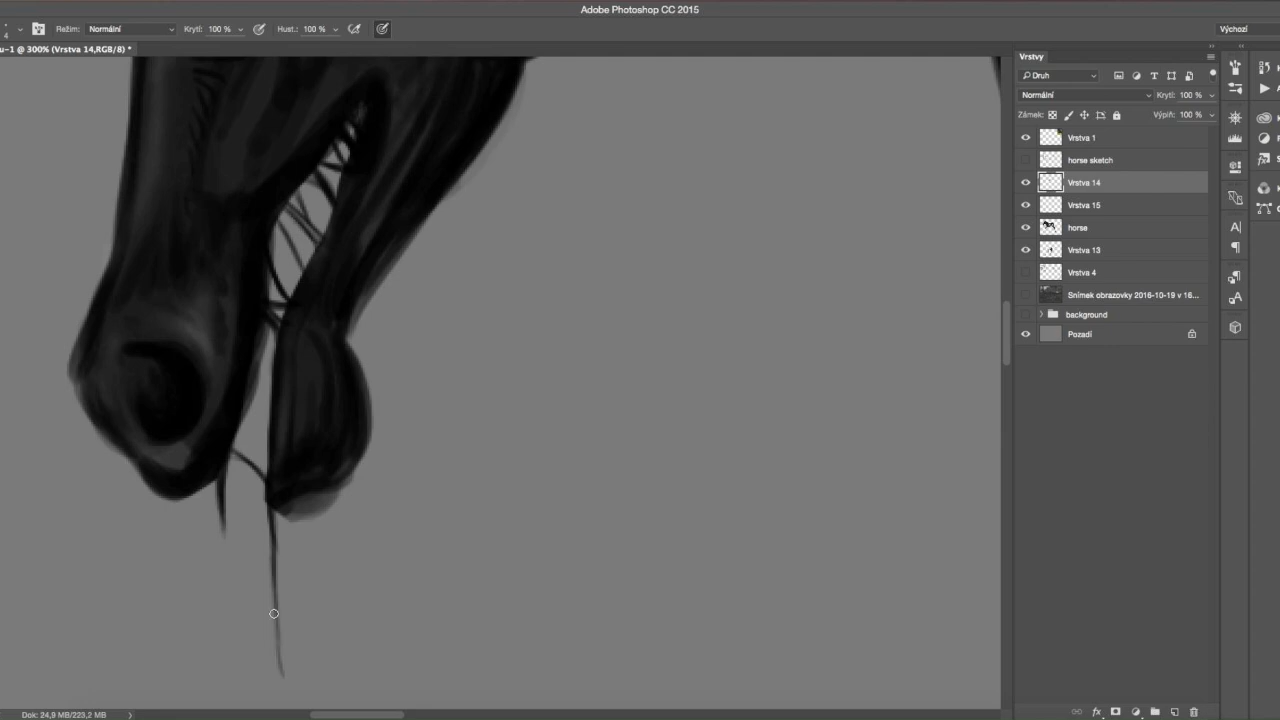 Adobe Photoshop CC 2015
4 Režim: Normální Krytí: 100 % Hust.: 100 % Výchozí
u-1 @ 300% (Vrstva 14,RGB/8) *
Vrstvy
Druh
Normální Krytí: 100 %
Zámek: Výplň: 100 %
Vrstva 1
horse sketch
Vrstva 14
Vrstva 15
horse
Vrstva 13
Vrstva 4
Snímek obrazovky 2016-10-19 v 16...
background
Pozadí
Dok: 24,9 MB/223,2 MB